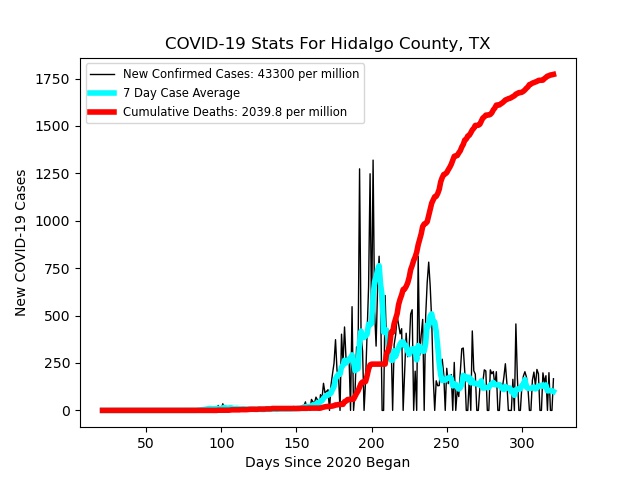 COVID-19 Stats For Hidalgo County, TX
New Confirmed Cases: 43300 per million
7 Day Case Average
Cumulative Deaths: 2039.8 per million
New COVID-19 Cases
1750
1500
1250
1000
750
500
250
0
50 100 150 200 250 300
Days Since 2020 Began